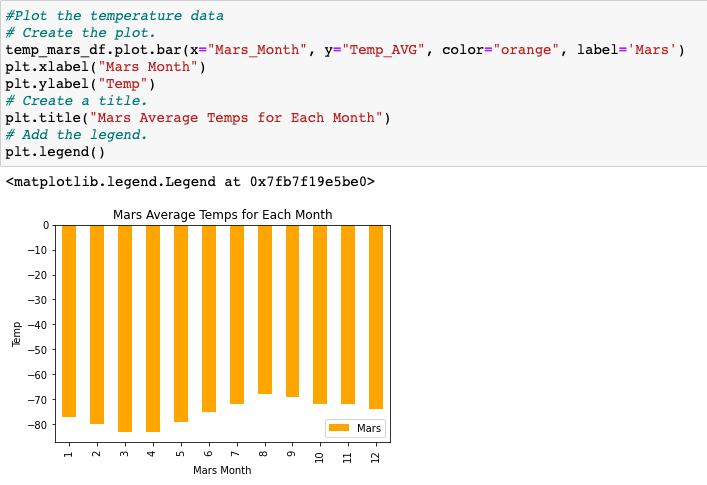 #Plot the temperature data
# Create the plot.
temp_mars_df.plot.bar(x="Mars_Month", y="Temp_AVG", color="orange", label='Mars')
plt.xlabel("Mars Month")
plt.ylabel("Temp")
# Create a title.
plt.title("Mars Average Temps for Each Month")
# Add the legend.
plt.legend()
<matplotlib.legend.Legend at 0x7fb7f19e5be0>
Mars Average Temps for Each Month
0
−10
−20
−30
−40
−50
−60
−70
−80
Temp
Mars
1 2 3 4 5 6 7 8 9 10 11 12
Mars Month